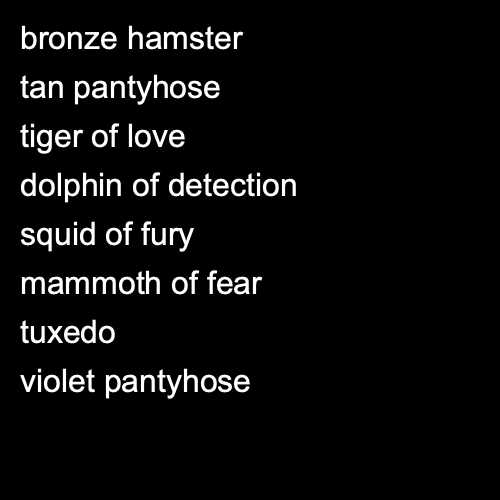 bronze hamster
tan pantyhose
tiger of love
dolphin of detection
squid of fury
mammoth of fear
tuxedo
violet pantyhose